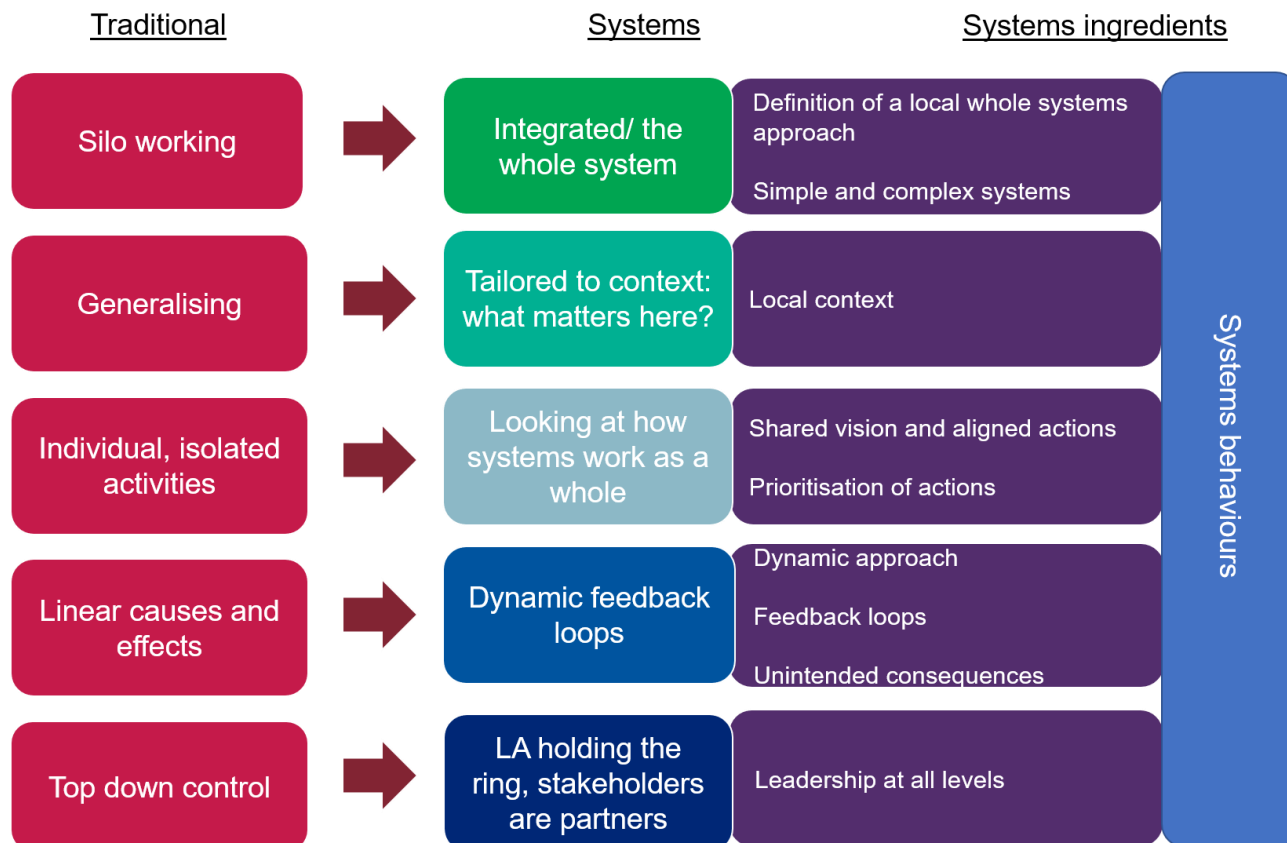 Traditional
Systems
Systems ingredients
Silo working
Integrated/ the
whole system
Definition of a local whole systems
approach
Simple and complex systems
Generalising
Tailored to context:
what matters here?
Local context
Individual, isolated
activities
Looking at how
systems work as a
whole
Shared vision and aligned actions
Prioritisation of actions
Linear causes and
effects
Dynamic feedback
loops
Dynamic approach
Feedback loops
Unintended consequences
Top down control
LA holding the
ring, stakeholders
are partners
Leadership at all levels
Systems behaviours